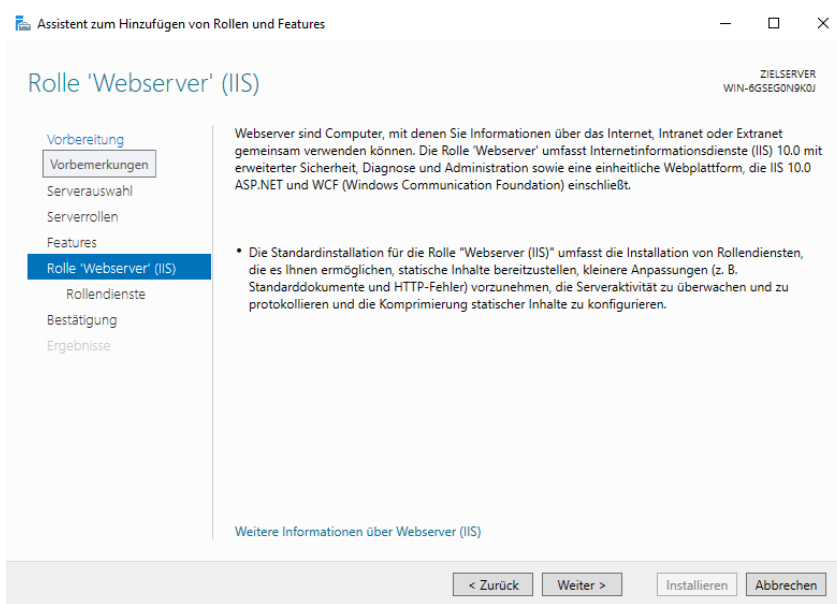 Assistent zum Hinzufügen von Rollen und Features
Rolle 'Webserver' (IIS)
ZIELSERVER
WIN-6GSEG0N9K0J
Vorbereitung
Vorbemerkungen
Serverauswahl
Serverrollen
Features
Rolle 'Webserver' (IIS)
Rollendienste
Bestätigung
Ergebnisse
Webserver sind Computer, mit denen Sie Informationen über das Internet, Intranet oder Extranet
gemeinsam verwenden können. Die Rolle 'Webserver' umfasst Internetinformationsdienste (IIS) 10.0 mit
erweiterter Sicherheit, Diagnose und Administration sowie eine einheitliche Webplattform, die IIS 10.0
ASP.NET und WCF (Windows Communication Foundation) einschließt.
• Die Standardinstallation für die Rolle "Webserver (IIS)" umfasst die Installation von Rollendiensten,
die es Ihnen ermöglichen, statische Inhalte bereitzustellen, kleinere Anpassungen (z. B.
Standarddokumente und HTTP-Fehler) vorzunehmen, die Serveraktivität zu überwachen und zu
protokollieren und die Komprimierung statischer Inhalte zu konfigurieren.
Weitere Informationen über Webserver (IIS)
< Zurück
Weiter >
Installieren
Abbrechen